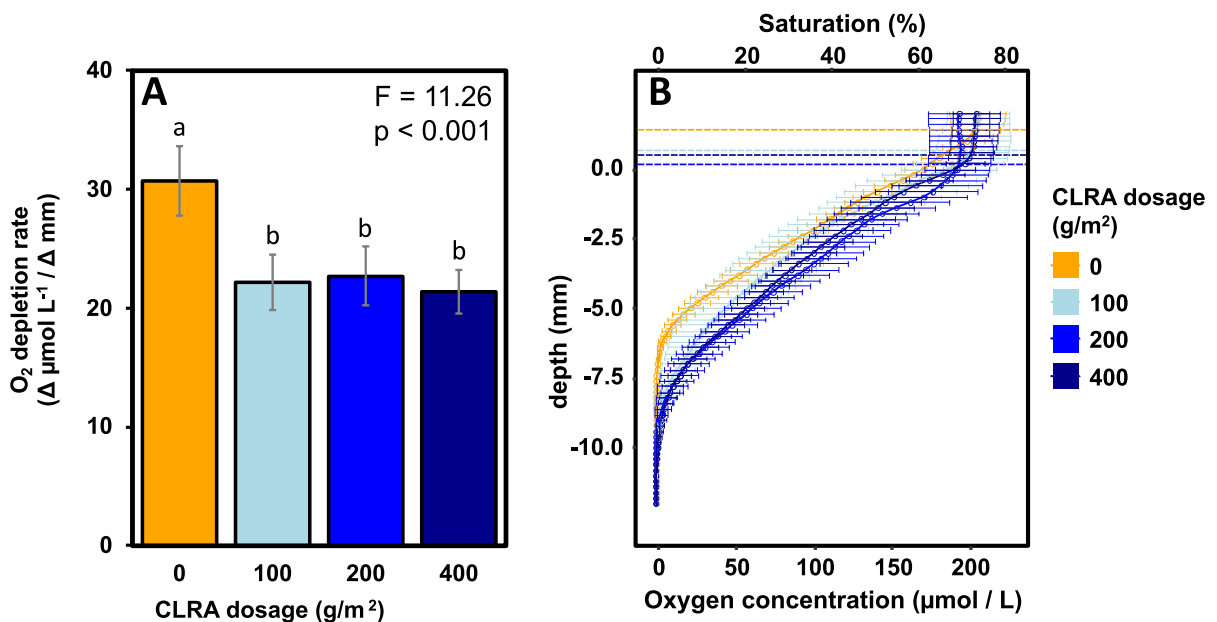 A
F = 11.26
p < 0.001
40
30
20
10
0
a
b
b
b
O₂ depletion rate
(Δ µmol L⁻¹ / Δ mm)
0 100 200 400
CLRA dosage (g/m²)
Saturation (%)
0 20 40 60 80
B
0.0
-2.5
-5.0
-7.5
-10.0
depth (mm)
0 50 100 150 200
Oxygen concentration (µmol / L)
CLRA dosage
(g/m²)
0
100
200
400